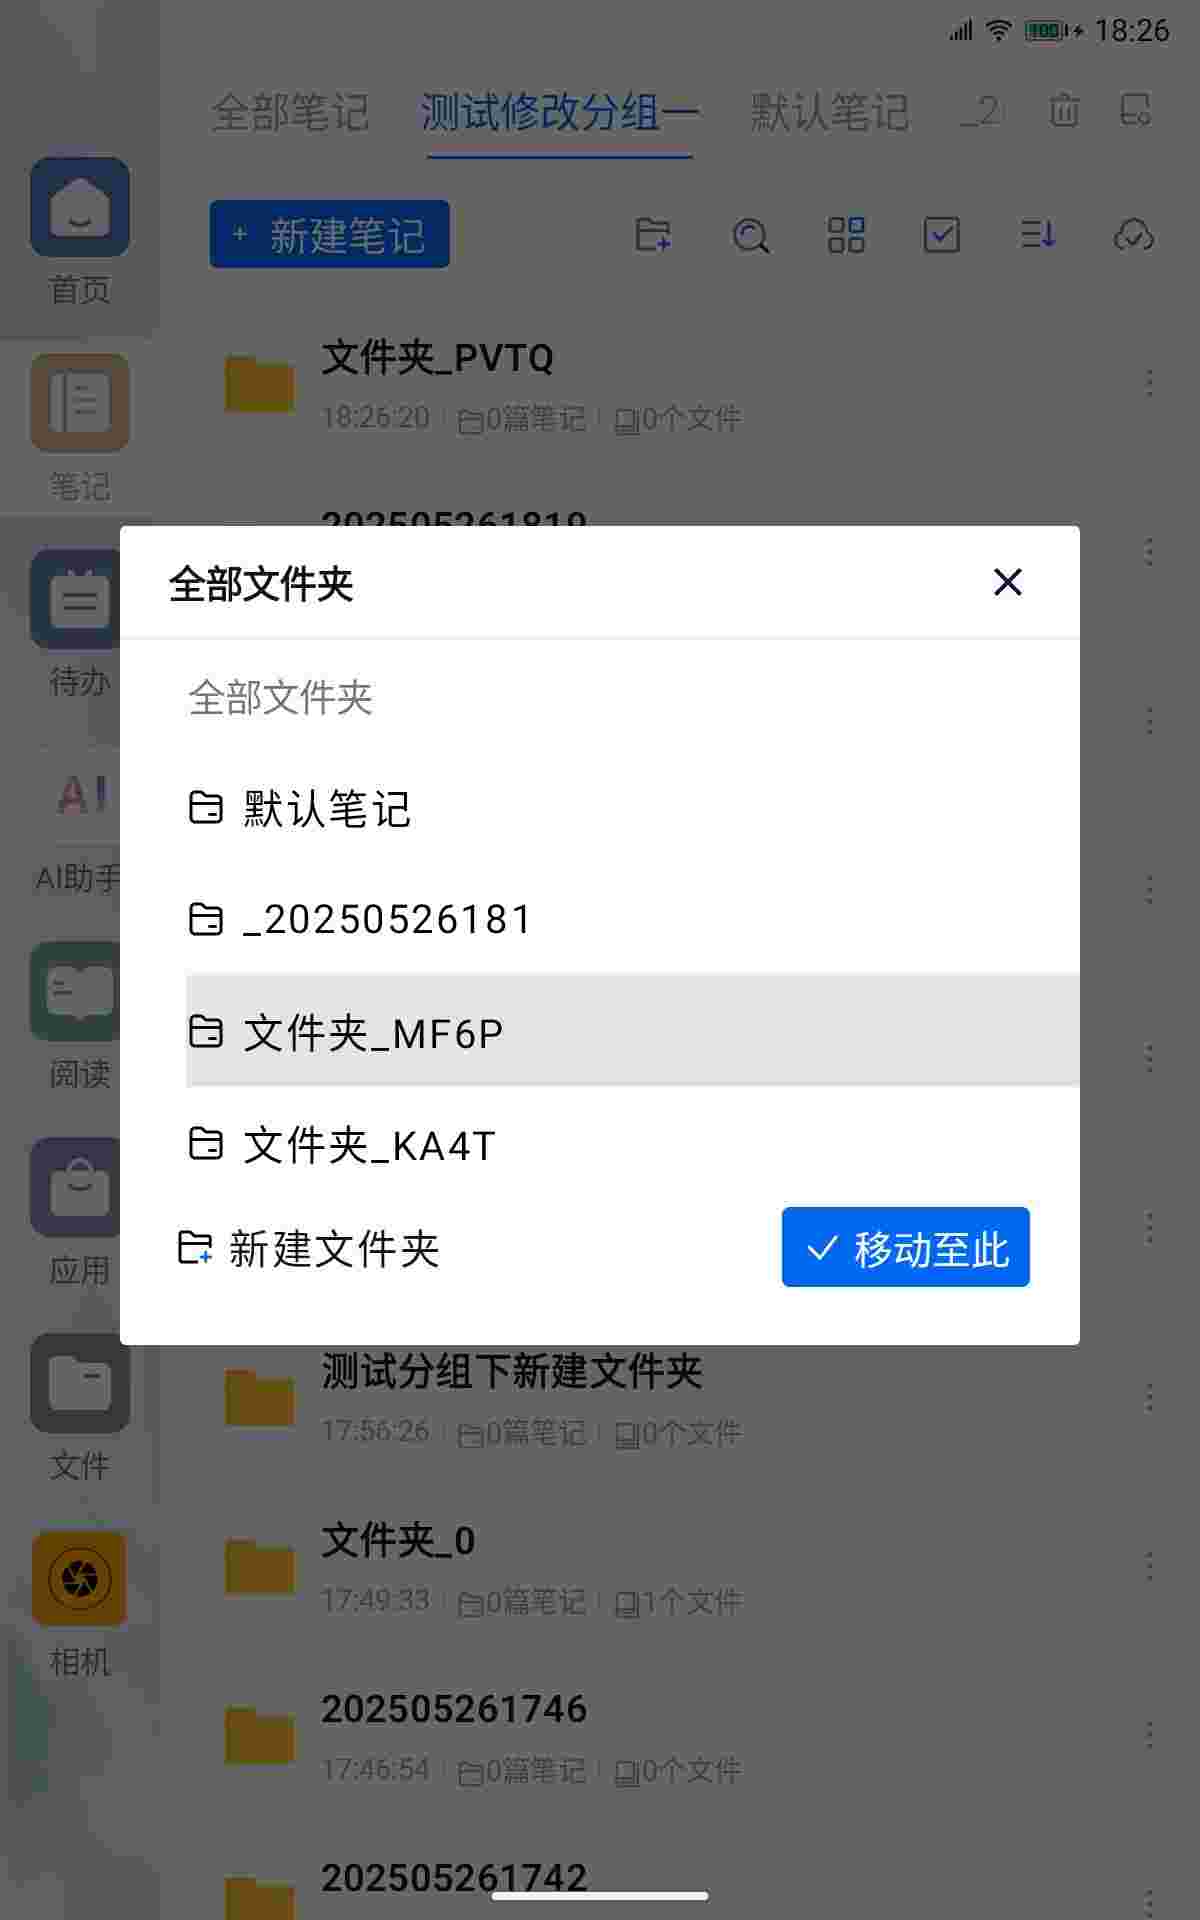 100 18:26
全部笔记 测试修改分组一 默认笔记 _2
+ 新建笔记
首页
笔记
待办
AI
AI助手
阅读
应用
文件
相机
文件夹_PVTQ
18:26:20 0篇笔记 0个文件
202505261819
全部文件夹
全部文件夹
默认笔记
_20250526181
文件夹_MF6P
文件夹_KA4T
新建文件夹 移动至此
测试分组下新建文件夹
17:56:26 0篇笔记 0个文件
文件夹_0
17:49:33 0篇笔记 1个文件
202505261746
17:46:54 0篇笔记 0个文件
202505261742